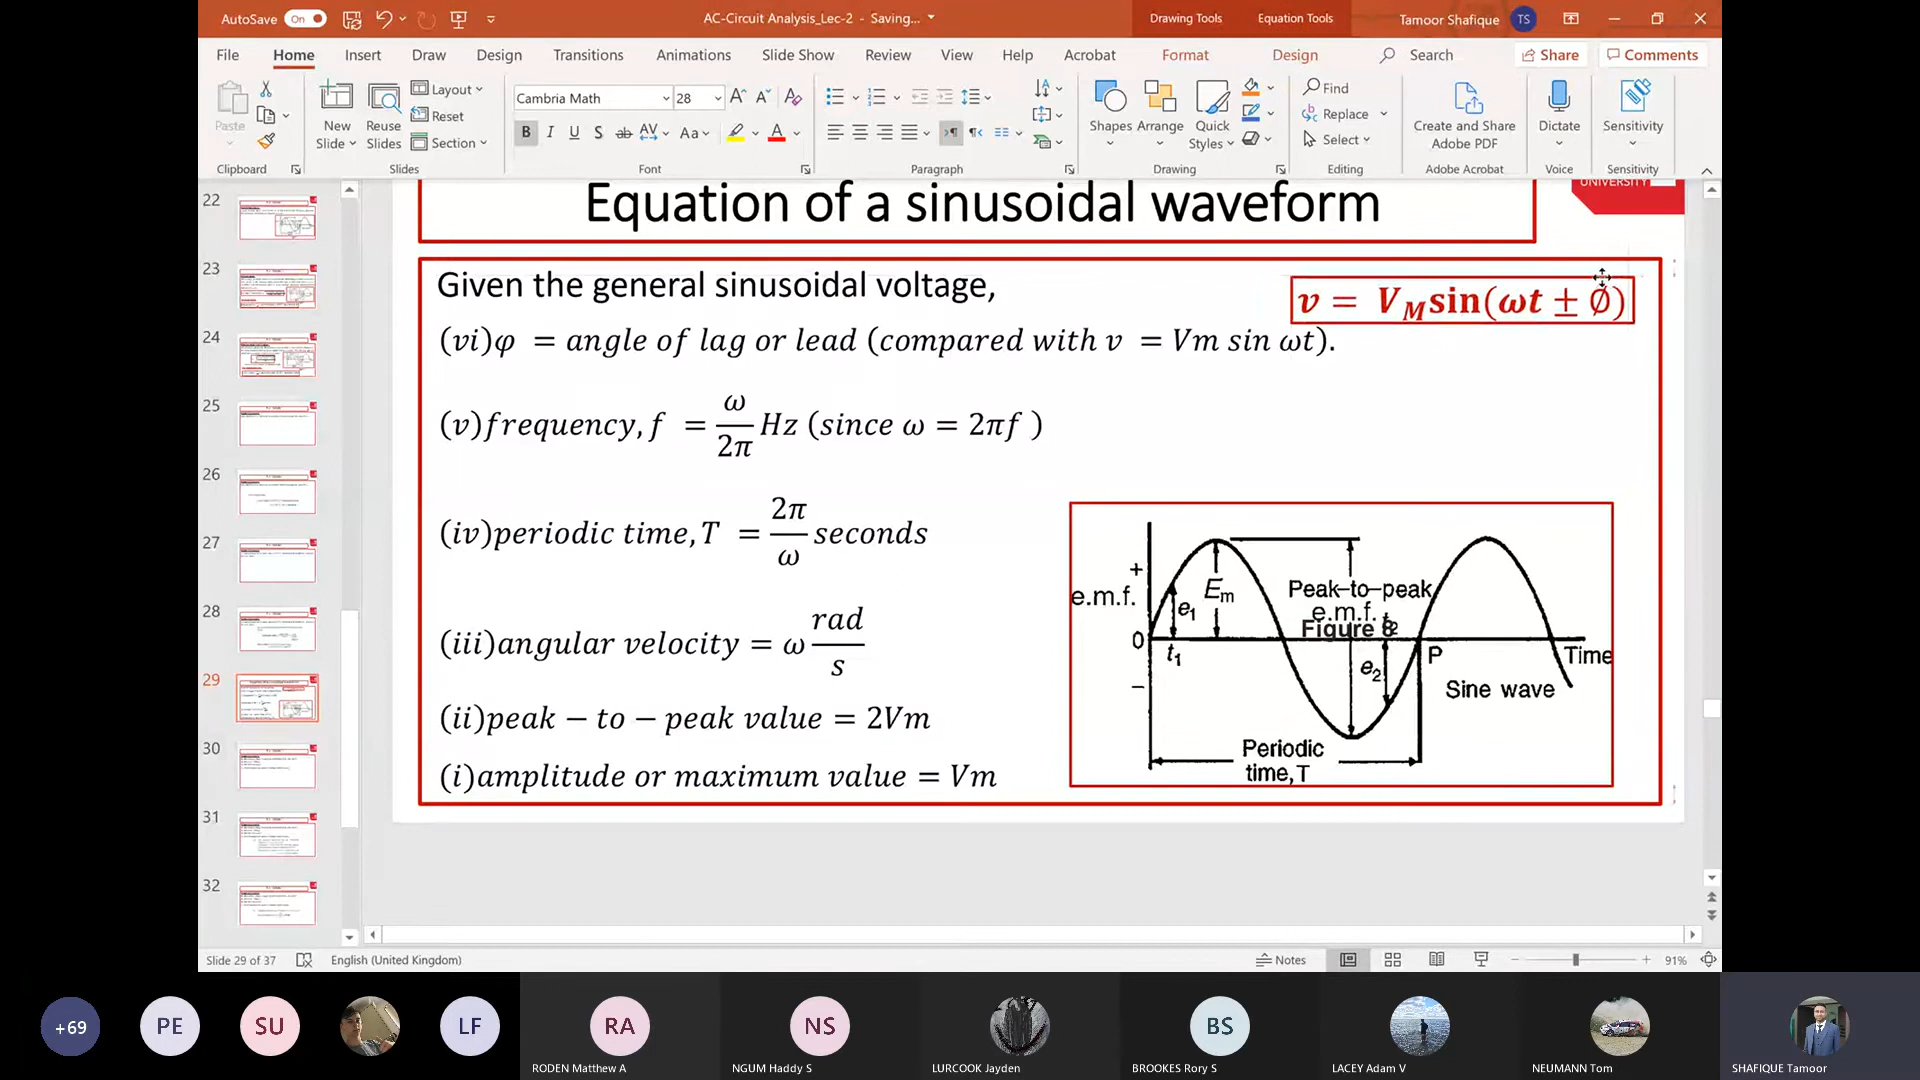 AutoSave On
AC-Circuit Analysis_Lec-2 - Saving...
Drawing Tools
Equation Tools
Tamoor Shafique TS
File Home Insert Draw Design Transitions Animations Slide Show Review View Help Acrobat Format Design Search Share Comments
Paste
Clipboard
New Slide
Reuse Slides
Layout
Reset
Section
Slides
Cambria Math 28
B I U S ab AV Aa A
Font
Paragraph
Shapes
Arrange
Quick Styles
Drawing
Find
Replace
Select
Editing
Create and Share Adobe PDF
Adobe Acrobat
Dictate
Voice
Sensitivity
Sensitivity
22
23
24
25
26
27
28
29
30
31
32
UNIVERSITY
Equation of a sinusoidal waveform
Given the general sinusoidal voltage,
v = V_M sin(ωt ± Ø)
(vi)φ = angle of lag or lead (compared with v = Vm sin ωt).
(v)frequency, f = ω/2π Hz (since ω = 2πf )
(iv)periodic time, T = 2π/ω seconds
(iii)angular velocity = ω rad/s
(ii)peak − to − peak value = 2Vm
(i)amplitude or maximum value = Vm
+
e.m.f.
0
−
e₁
t₁
Eₘ
Peak–to–peak
e.m.f.
Figure 8
e₂
P
Time
Sine wave
Periodic
time,T
Slide 29 of 37
English (United Kingdom)
Notes
91%
+69
PE
SU
LF
RA
RODEN Matthew A
NS
NGUM Haddy S
LURCOOK Jayden
BS
BROOKES Rory S
LACEY Adam V
NEUMANN Tom
SHAFIQUE Tamoor